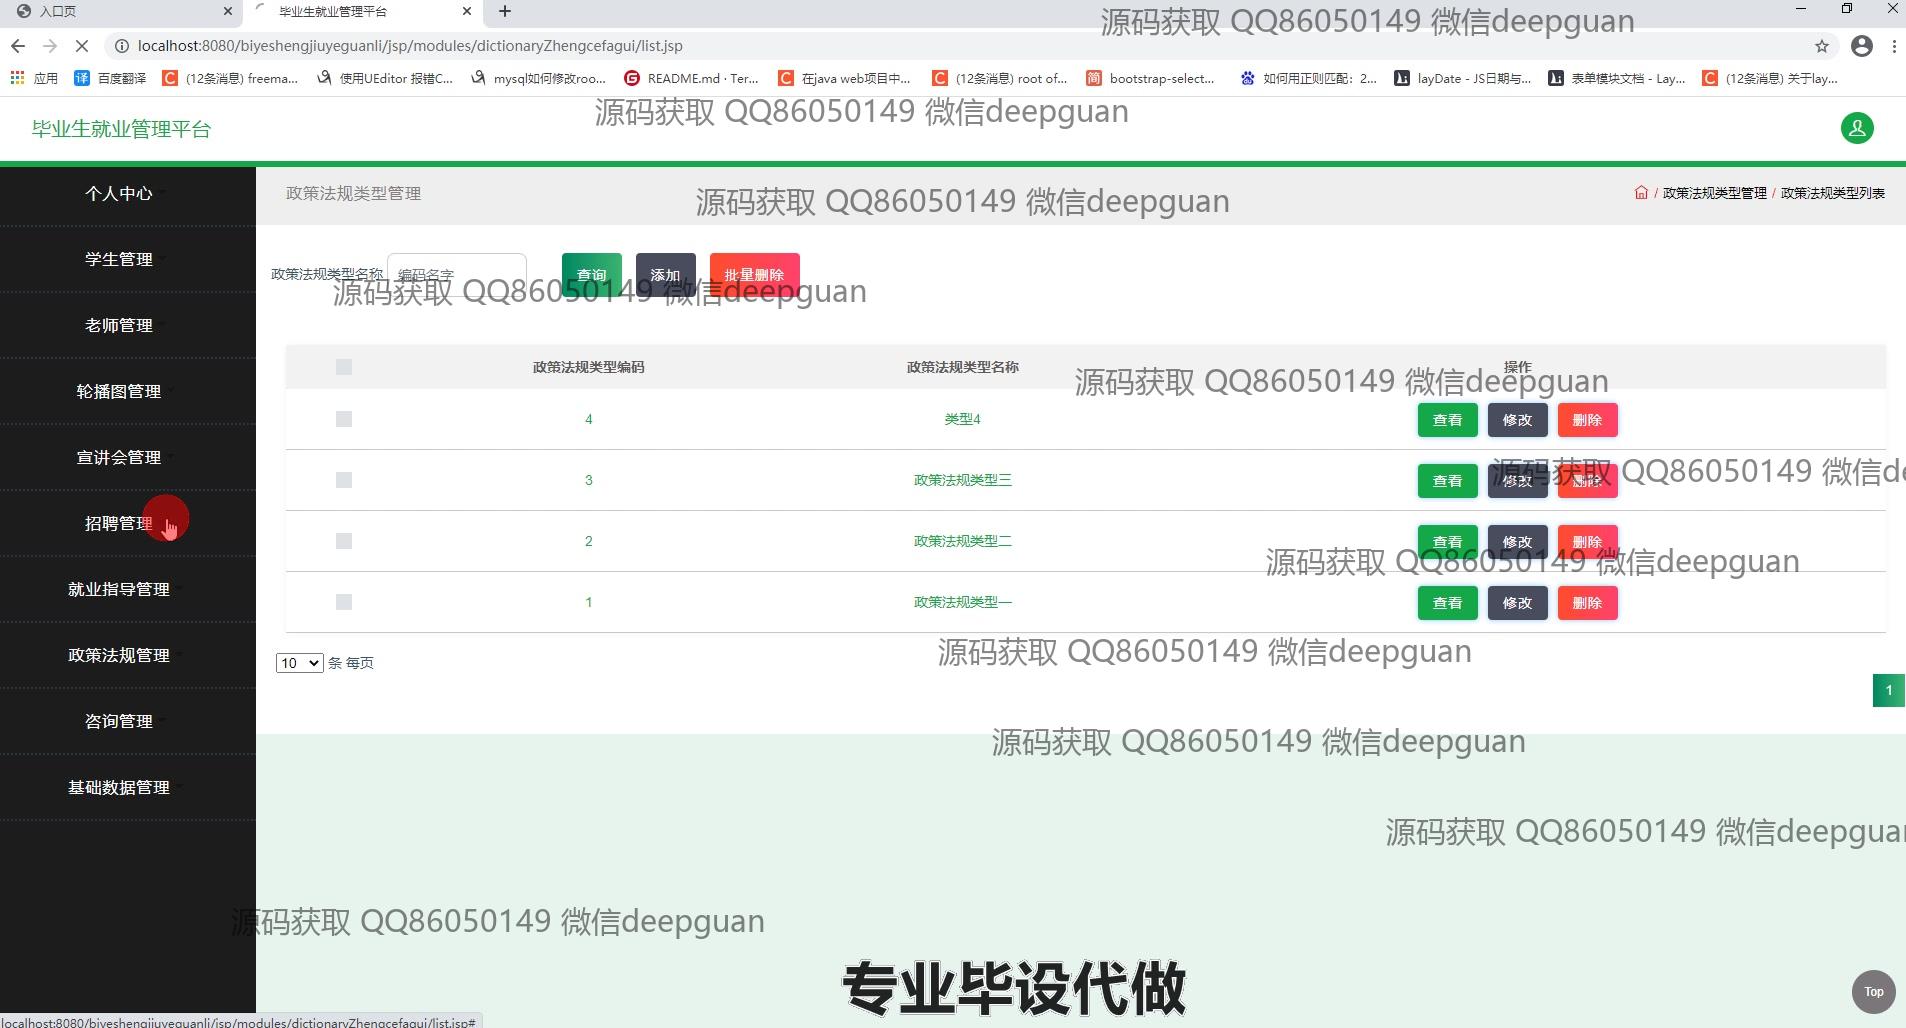 入口页
毕业生就业管理平台
源码获取 QQ86050149 微信deepguan
localhost:8080/biyeshengjiuyeguanli/jsp/modules/dictionaryZhengcefagui/list.jsp
应用 百度翻译 (12条消息) freema... 使用UEditor 报错C... mysql如何修改roo... README.md · Ter... 在java web项目中... (12条消息) root of... bootstrap-select... 如何用正则匹配：2... layDate - JS日期与... 表单模块文档 - Lay... (12条消息) 关于lay...
源码获取 QQ86050149 微信deepguan
毕业生就业管理平台
个人中心
学生管理
老师管理
轮播图管理
宣讲会管理
招聘管理
就业指导管理
政策法规管理
咨询管理
基础数据管理
政策法规类型管理
源码获取 QQ86050149 微信deepguan
/ 政策法规类型管理 / 政策法规类型列表
政策法规类型名称 编码名字 查询 添加 批量删除
源码获取 QQ86050149 微信deepguan
政策法规类型编码 政策法规类型名称 操作
源码获取 QQ86050149 微信deepguan
4 类型4 查看 修改 删除
3 政策法规类型三 查看 修改 删除
源码获取 QQ86050149 微信de
2 政策法规类型二 查看 修改 删除
源码获取 QQ86050149 微信deepguan
1 政策法规类型一 查看 修改 删除
10 条 每页
源码获取 QQ86050149 微信deepguan
1
源码获取 QQ86050149 微信deepguan
源码获取 QQ86050149 微信deepguan
源码获取 QQ86050149 微信deepguan
专业毕设代做
Top
localhost:8080/biyeshengjiuyeguanli/jsp/modules/dictionaryZhengcefagui/list.jsp#